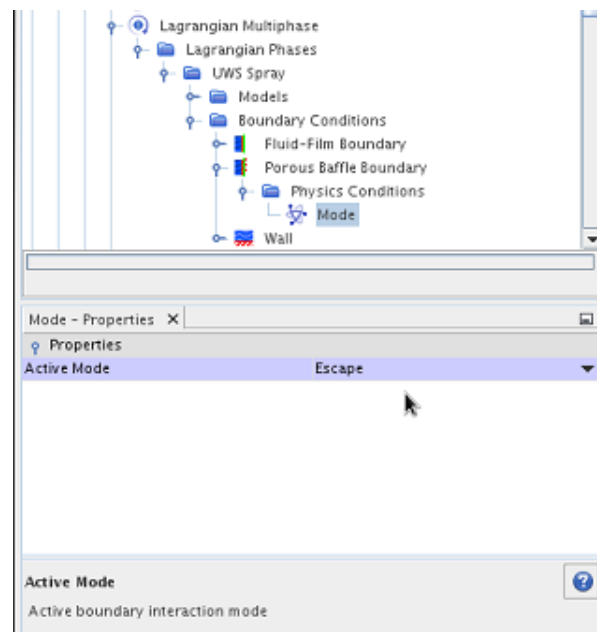 Lagrangian Multiphase
Lagrangian Phases
UWS Spray
Models
Boundary Conditions
Fluid-Film Boundary
Porous Baffle Boundary
Physics Conditions
Mode
Wall
Mode - Properties
Properties
Active Mode Escape
Active Mode
Active boundary interaction mode